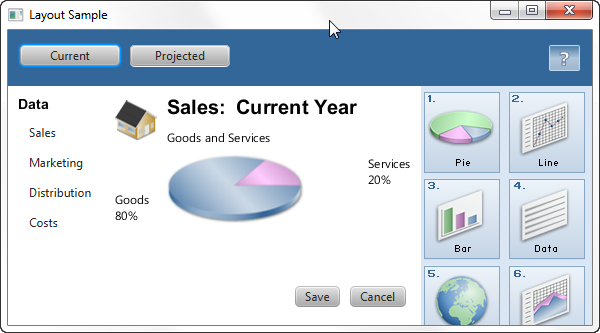 Layout Sample
Current
Projected
?
Data
Sales
Marketing
Distribution
Costs
Sales: Current Year
Goods and Services
Services
20%
Goods
80%
Save
Cancel
1.
Pie
2.
Line
3.
Bar
4.
Data
5.
6.